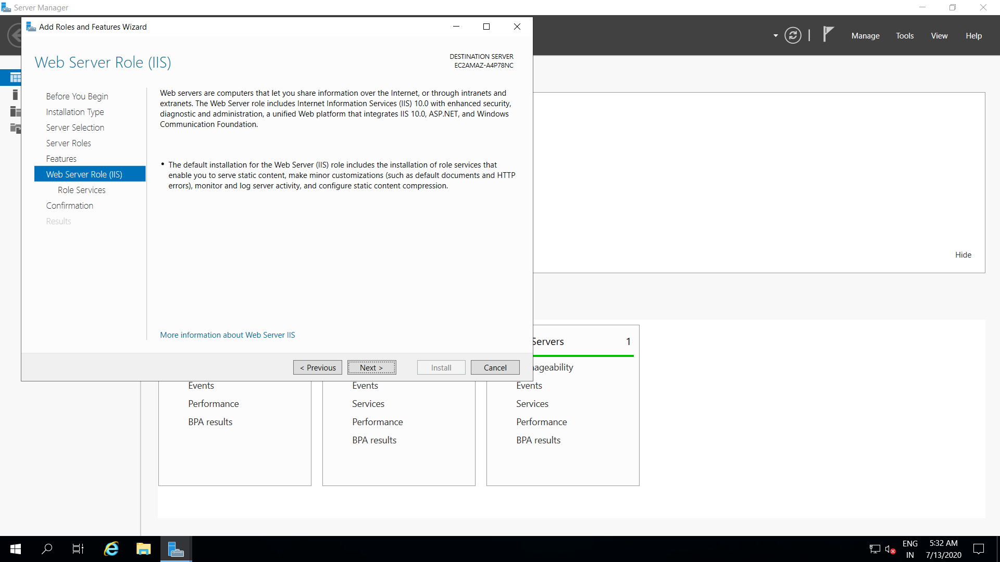 Server Manager
Add Roles and Features Wizard
Manage
Tools
View
Help
Web Server Role (IIS)
DESTINATION SERVER
EC2AMAZ-A4P78NC
Before You Begin
Installation Type
Server Selection
Server Roles
Features
Web Server Role (IIS)
Role Services
Confirmation
Results
Web servers are computers that let you share information over the Internet, or through intranets and
extranets. The Web Server role includes Internet Information Services (IIS) 10.0 with enhanced security,
diagnostic and administration, a unified Web platform that integrates IIS 10.0, ASP.NET, and Windows
Communication Foundation.
• The default installation for the Web Server (IIS) role includes the installation of role services that
enable you to serve static content, make minor customizations (such as default documents and HTTP
errors), monitor and log server activity, and configure static content compression.
More information about Web Server IIS
< Previous
Next >
Install
Cancel
Hide
Servers 1
nageability
Events
Performance
BPA results
Events
Services
Performance
BPA results
Events
Services
Performance
BPA results
ENG
IN
5:32 AM
7/13/2020